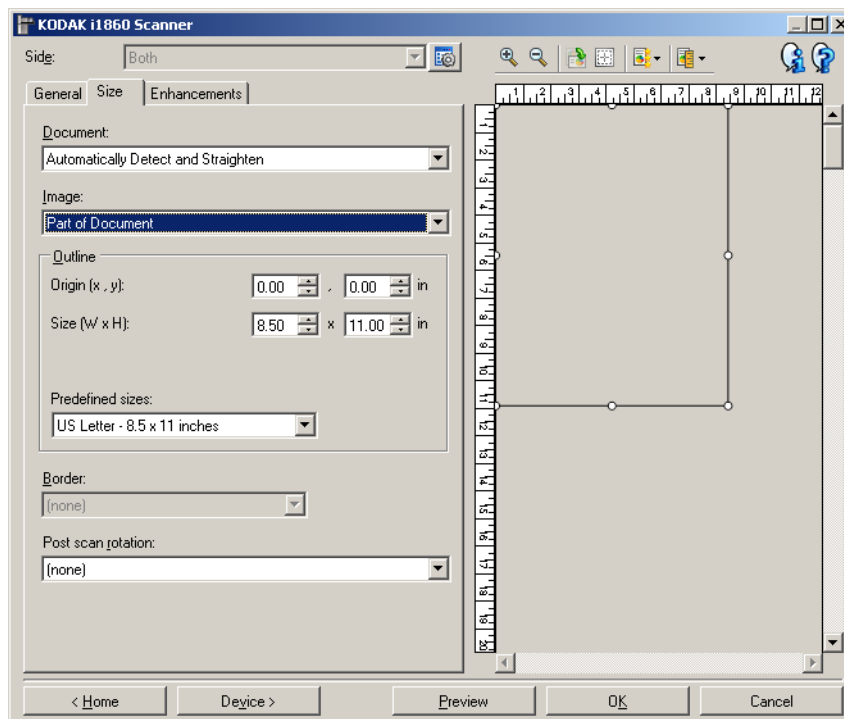 KODAK i1860 Scanner
Side: Both
General Size Enhancements
Document:
Automatically Detect and Straighten
Image:
Part of Document
Outline
Origin (x , y): 0.00 , 0.00 in
Size (W x H): 8.50 x 11.00 in
Predefined sizes:
US Letter - 8.5 x 11 inches
Border:
(none)
Post scan rotation:
(none)
1 2 3 4 5 6 7 8 9 10 11 12
1
2
3
4
5
6
7
8
9
10
11
12
13
14
15
16
17
18
19
20
< Home Device > Preview OK Cancel